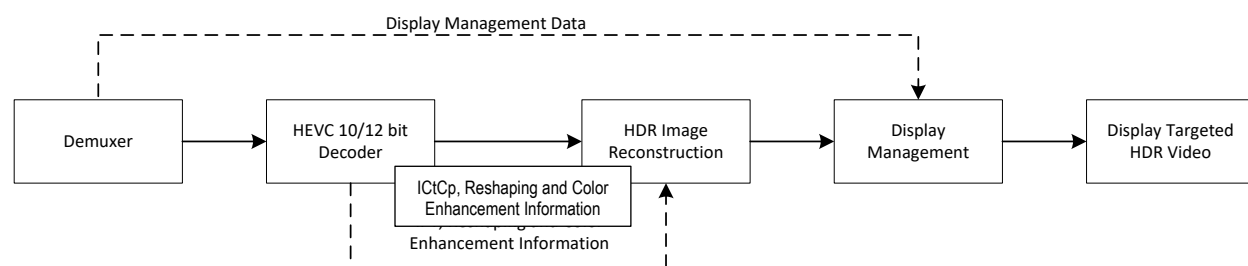 Display Management Data
Demuxer
HEVC 10/12 bit
Decoder
HDR Image
Reconstruction
Display
Management
Display Targeted
HDR Video
ICtCp, Reshaping and Color
Enhancement Information
Enhancement Information